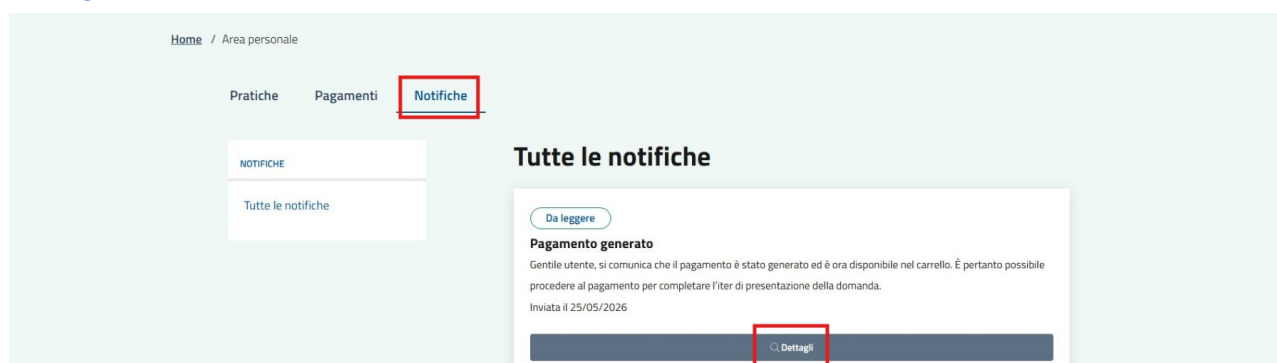 Home / Area personale
Pratiche Pagamenti Notifiche
NOTIFICHE
Tutte le notifiche
Tutte le notifiche
Da leggere
Pagamento generato
Gentile utente, si comunica che il pagamento è stato generato ed è ora disponibile nel carrello. È pertanto possibile
procedere al pagamento per completare l'iter di presentazione della domanda.
Inviata il 25/05/2026
Dettagli